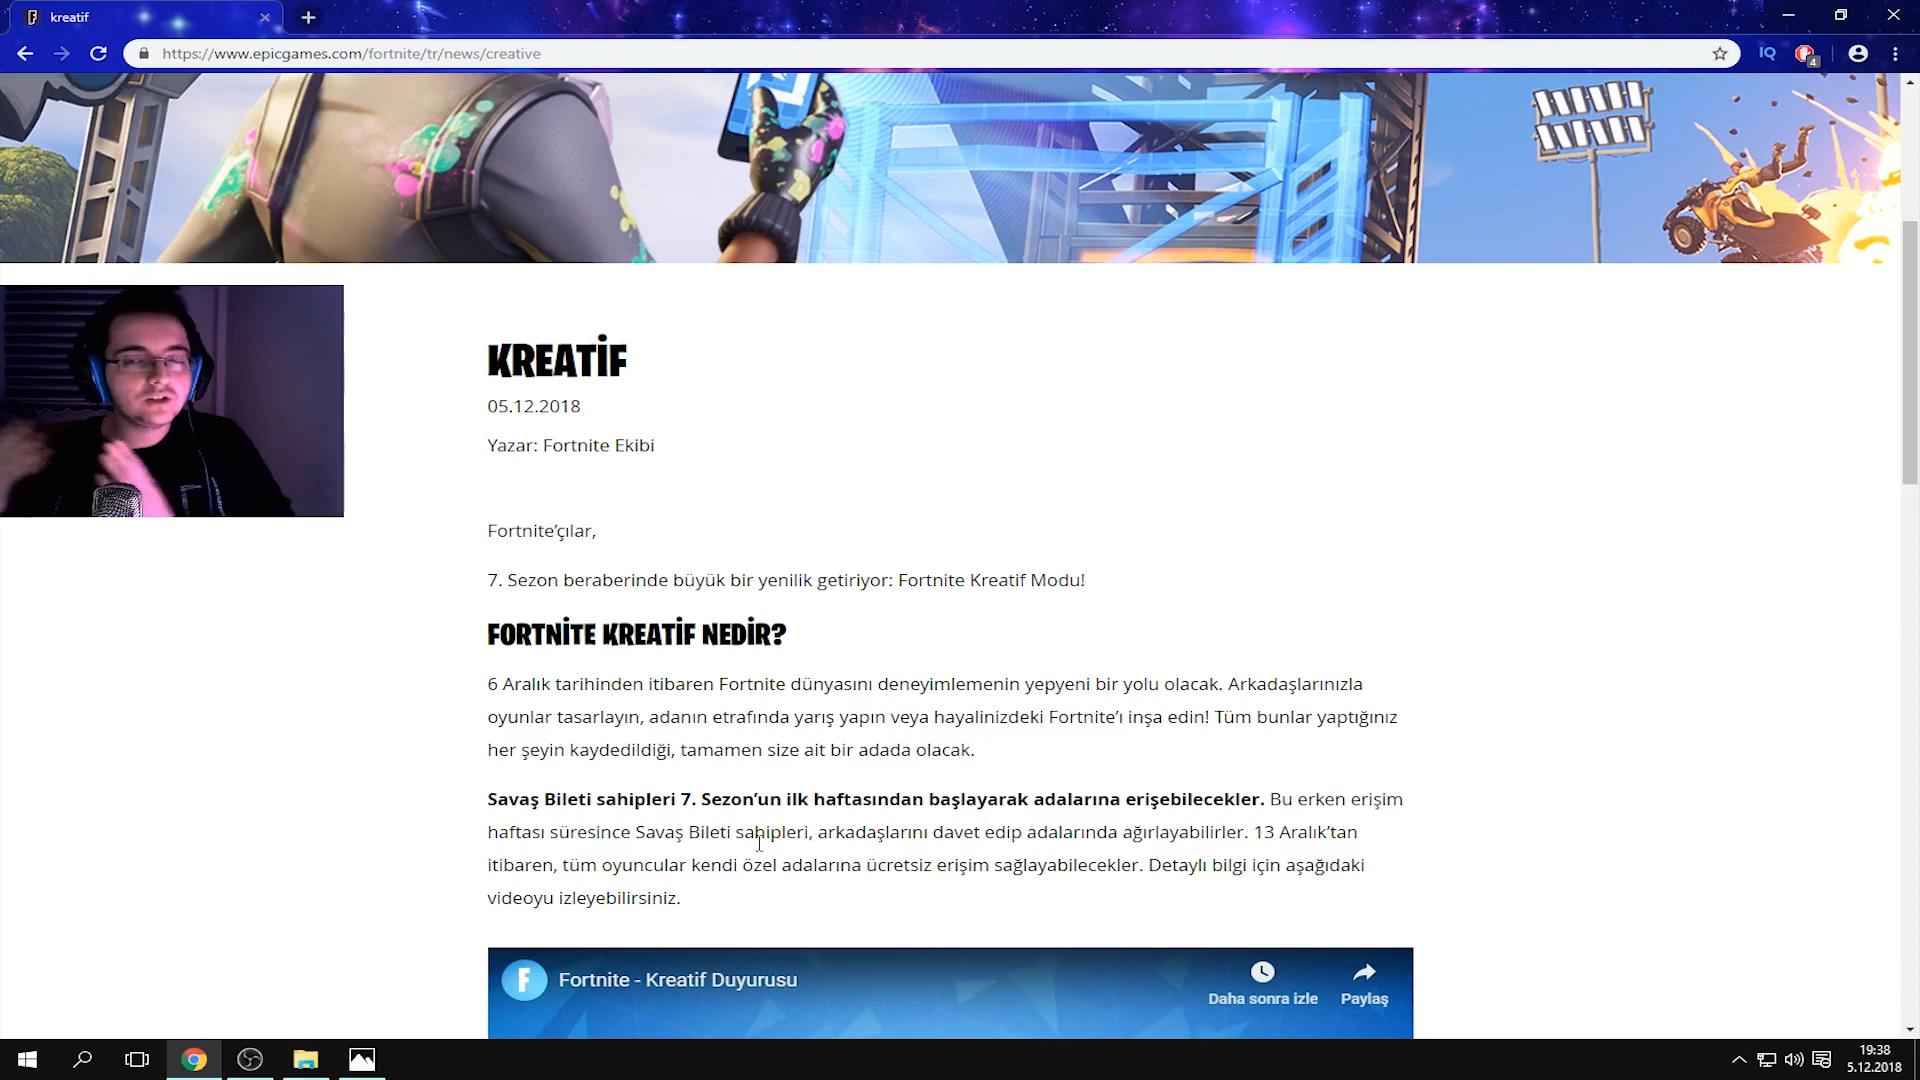 kreatif
https://www.epicgames.com/fortnite/tr/news/creative
IQ
4
KREATİF
05.12.2018
Yazar: Fortnite Ekibi
Fortnite’çılar,
7. Sezon beraberinde büyük bir yenilik getiriyor: Fortnite Kreatif Modu!
FORTNİTE KREATİF NEDİR?
6 Aralık tarihinden itibaren Fortnite dünyasını deneyimlemenin yepyeni bir yolu olacak. Arkadaşlarınızla
oyunlar tasarlayın, adanın etrafında yarış yapın veya hayalinizdeki Fortnite’ı inşa edin! Tüm bunlar yaptığınız
her şeyin kaydedildiği, tamamen size ait bir adada olacak.
Savaş Bileti sahipleri 7. Sezon’un ilk haftasından başlayarak adalarına erişebilecekler. Bu erken erişim
haftası süresince Savaş Bileti sahipleri, arkadaşlarını davet edip adalarında ağırlayabilirler. 13 Aralık’tan
itibaren, tüm oyuncular kendi özel adalarına ücretsiz erişim sağlayabilecekler. Detaylı bilgi için aşağıdaki
videoyu izleyebilirsiniz.
F
Fortnite - Kreatif Duyurusu
Daha sonra izle
Paylaş
19:38
5.12.2018